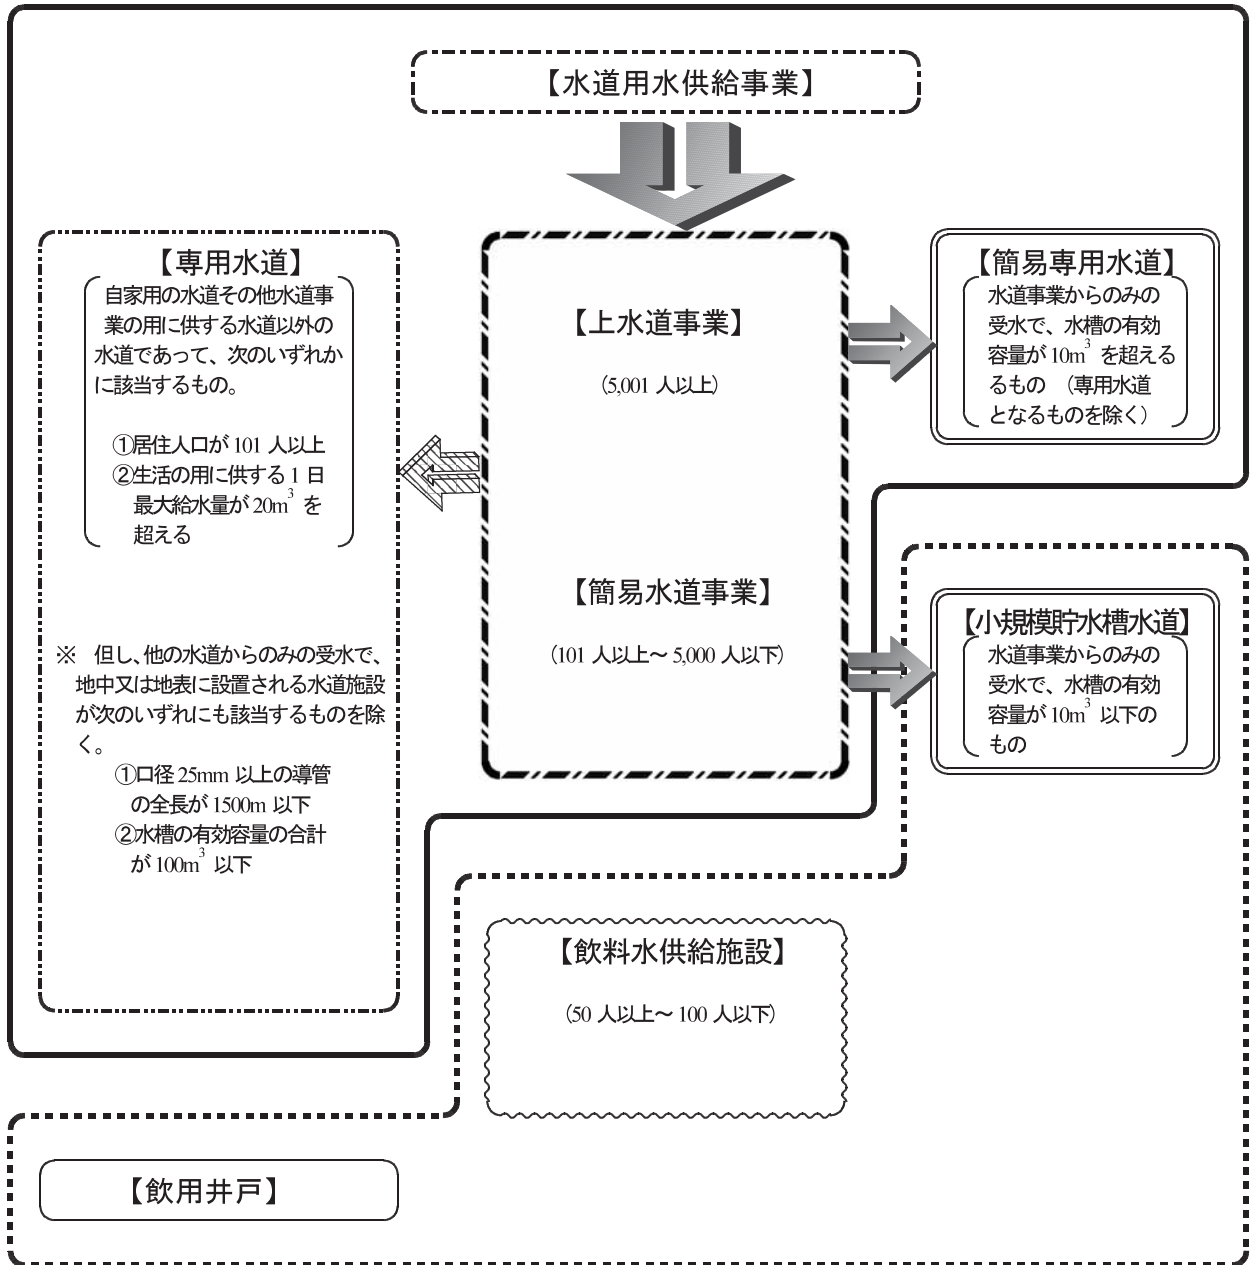 【水道用水供給事業】
【専用水道】
自家用の水道その他水道事
業の用に供する水道以外の
水道であって、次のいずれか
に該当するもの。
①居住人口が 101 人以上
②生活の用に供する 1 日
最大給水量が 20m³ を
超える
※ 但し、他の水道からのみの受水で、
地中又は地表に設置される水道施設
が次のいずれにも該当するものを除
く。
①口径 25mm 以上の導管
の全長が 1500m 以下
②水槽の有効容量の合計
が 100m³ 以下
【上水道事業】
(5,001 人以上)
【簡易水道事業】
(101 人以上～ 5,000 人以下)
【簡易専用水道】
水道事業からのみの
受水で、水槽の有効
容量が 10m³ を超える
るもの (専用水道
となるものを除く)
【小規模貯水槽水道】
水道事業からのみの
受水で、水槽の有効
容量が 10m³ 以下の
もの
【飲料水供給施設】
(50 人以上～ 100 人以下)
【飲用井戸】